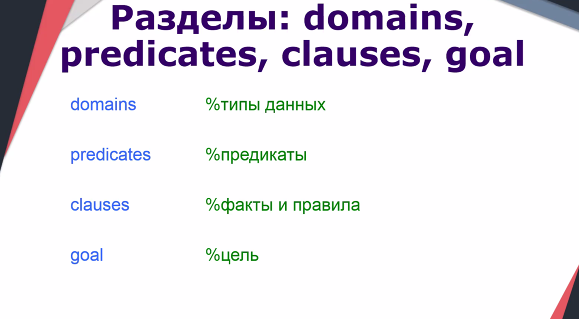 Разделы: domains,
predicates, clauses, goal
domains %типы данных
predicates %предикаты
clauses %факты и правила
goal %цель